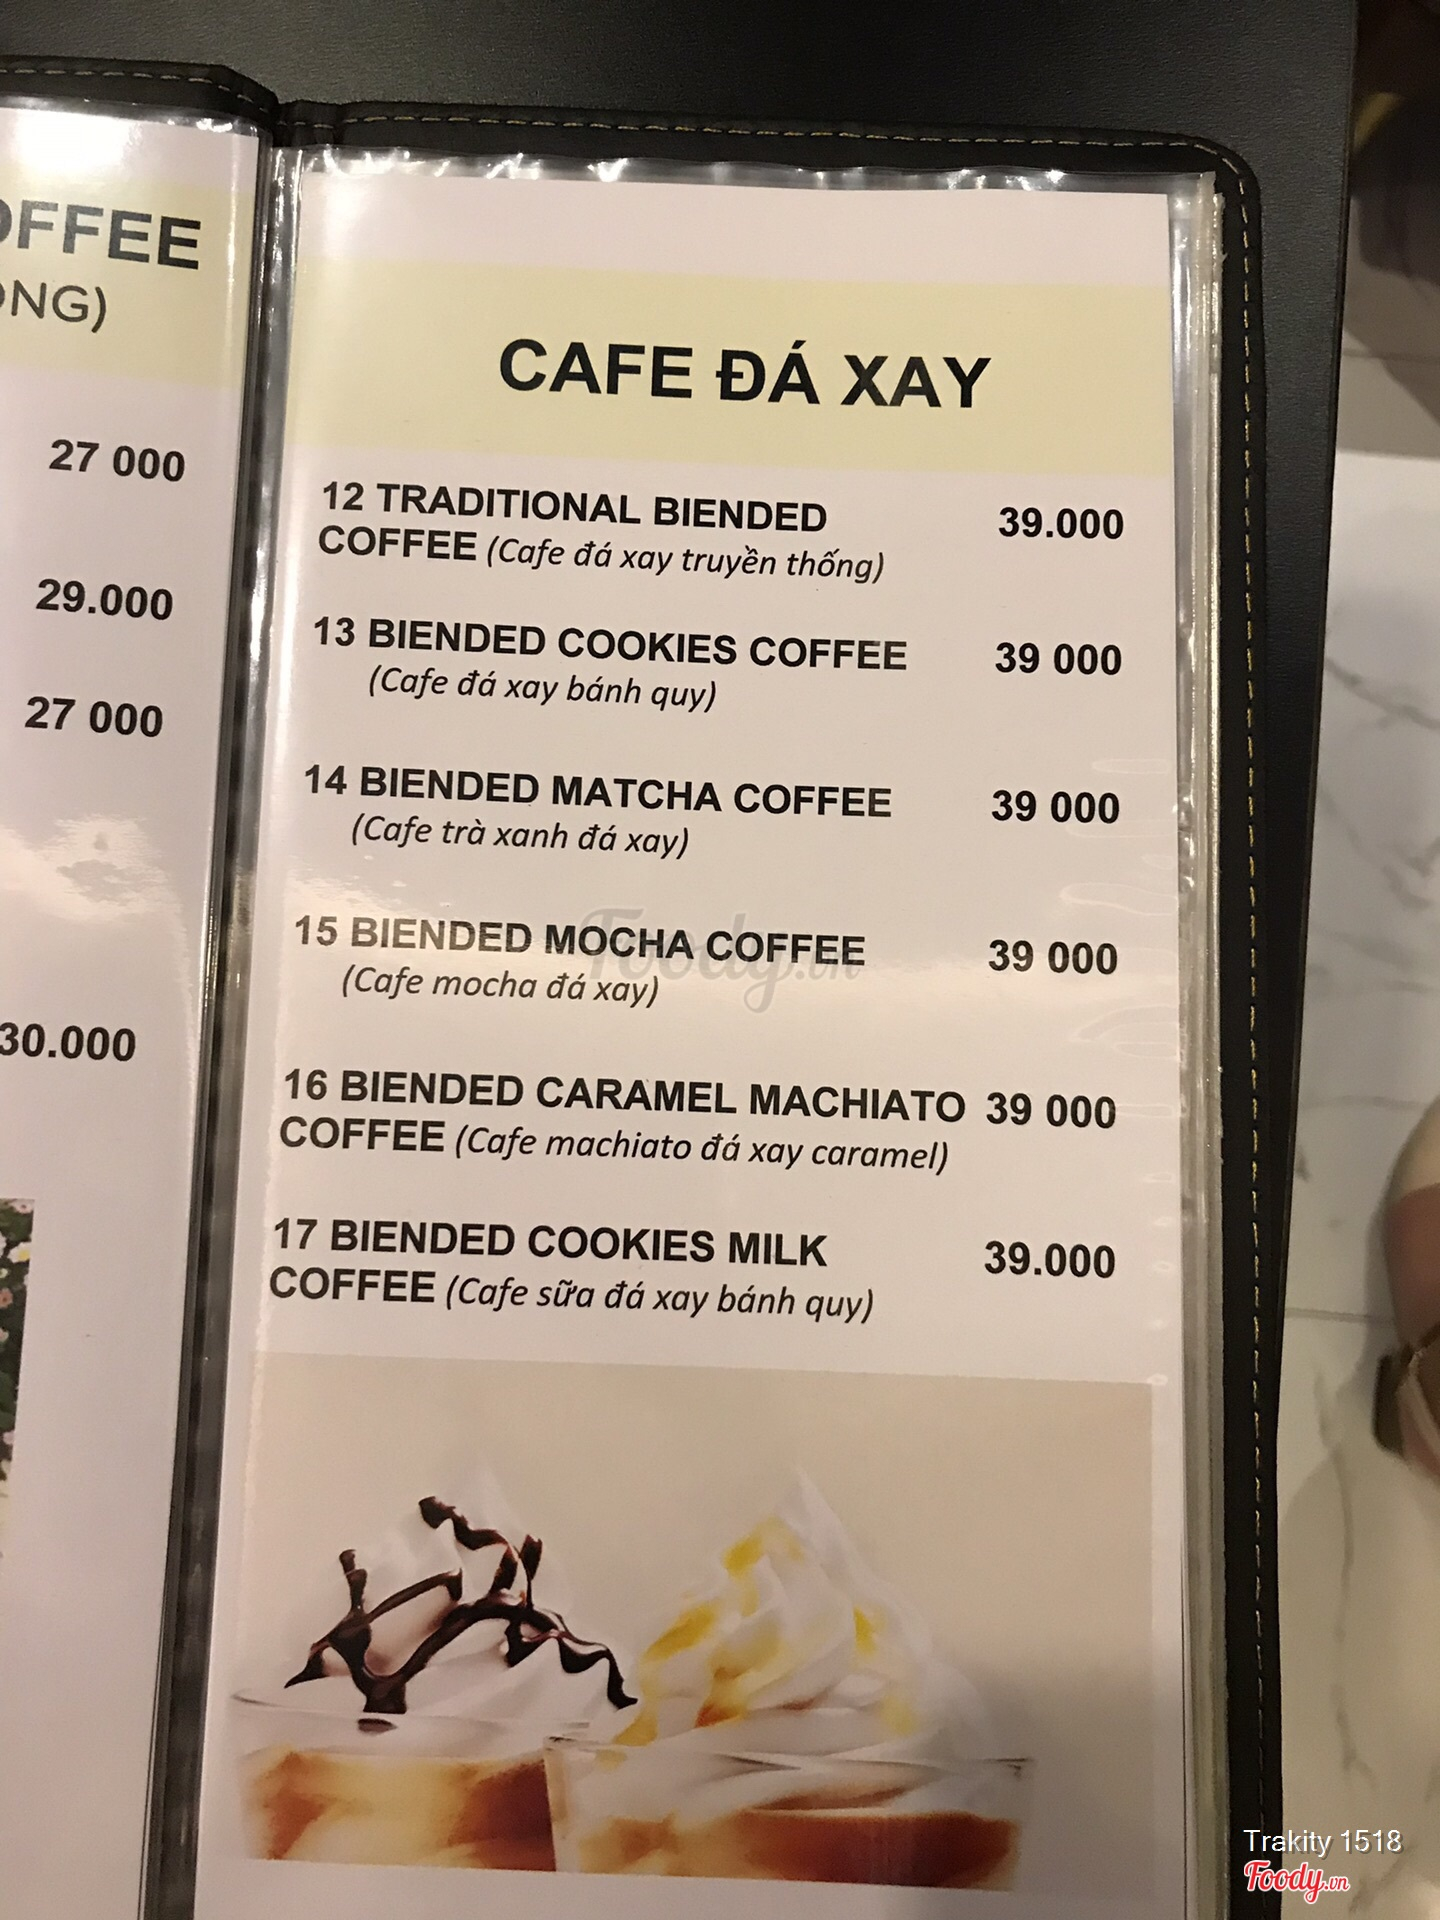 OFFEE
ONG)
27 000
29.000
27 000
30.000
CAFE ĐÁ XAY
12 TRADITIONAL BIENDED 39.000
COFFEE (Cafe đá xay truyền thống)
13 BIENDED COOKIES COFFEE 39 000
(Cafe đá xay bánh quy)
14 BIENDED MATCHA COFFEE 39 000
(Cafe trà xanh đá xay)
15 BIENDED MOCHA COFFEE 39 000
(Cafe mocha đá xay)
16 BIENDED CARAMEL MACHIATO 39 000
COFFEE (Cafe machiato đá xay caramel)
17 BIENDED COOKIES MILK 39.000
COFFEE (Cafe sữa đá xay bánh quy)
Foody.vn
Trakity 1518
Foody.vn